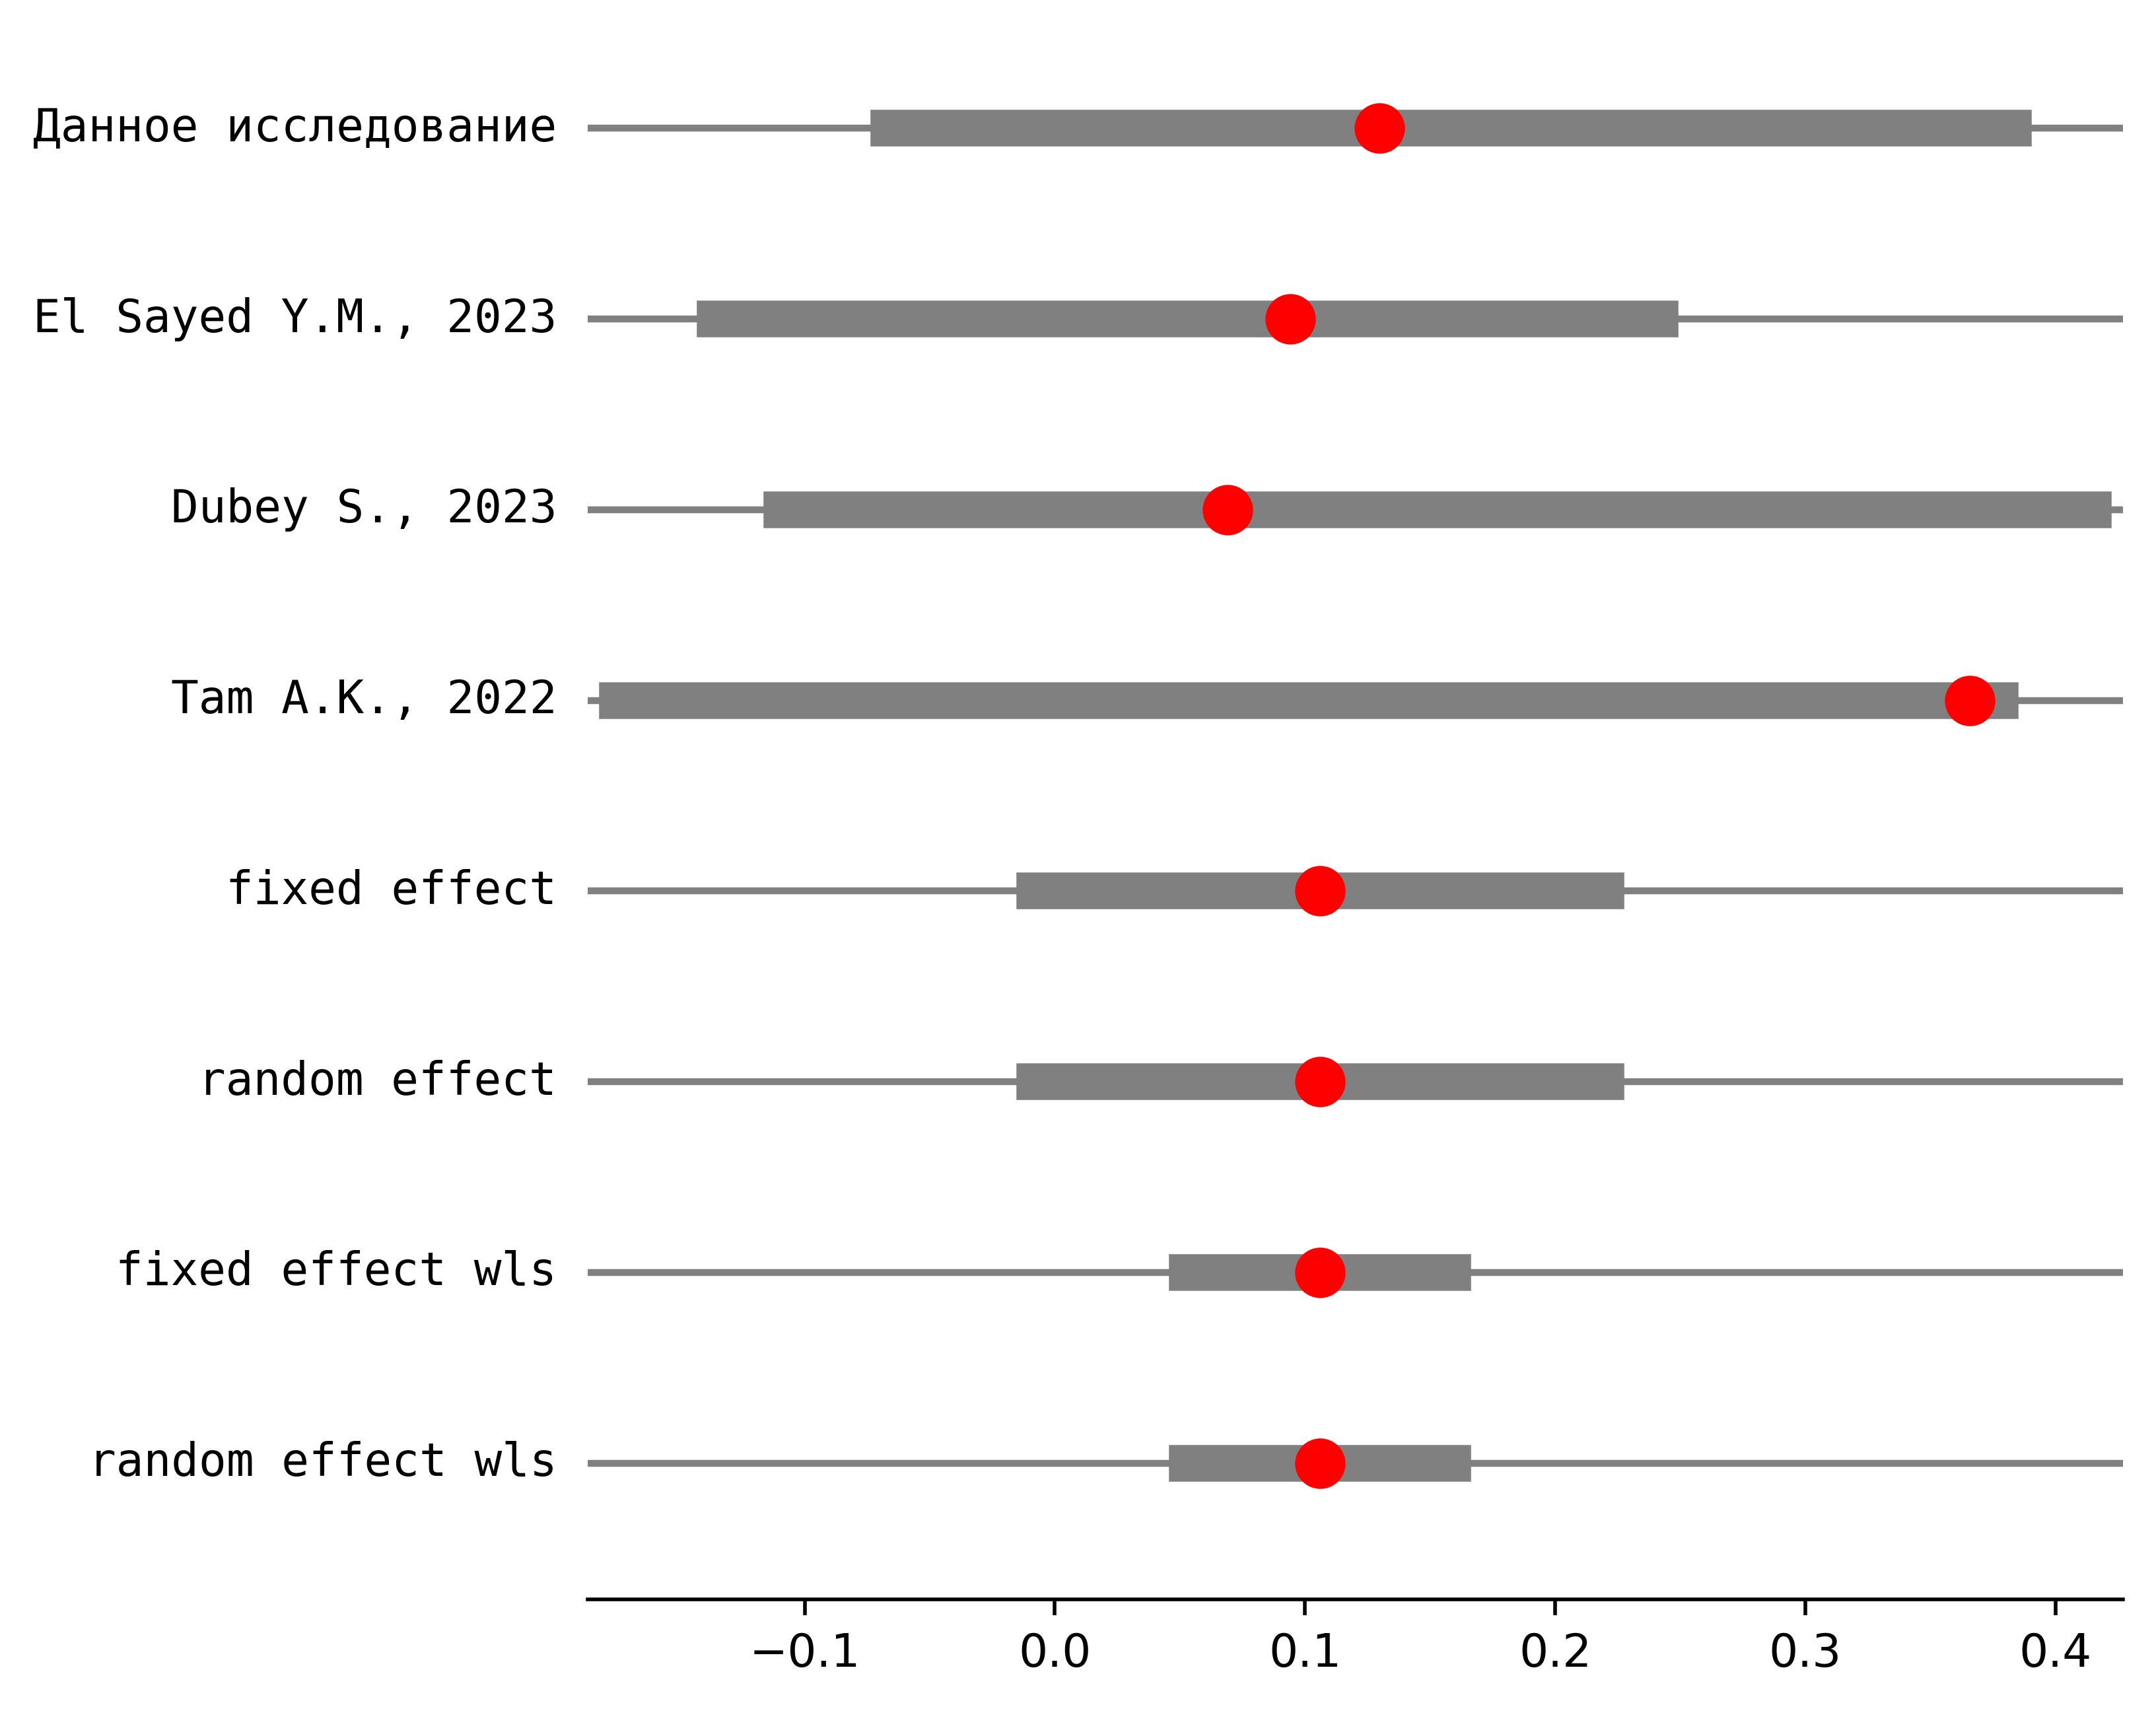 Данное исследование
El Sayed Y.M., 2023
Dubey S., 2023
Tam A.K., 2022
fixed effect
random effect
fixed effect wls
random effect wls
−0.1 0.0 0.1 0.2 0.3 0.4